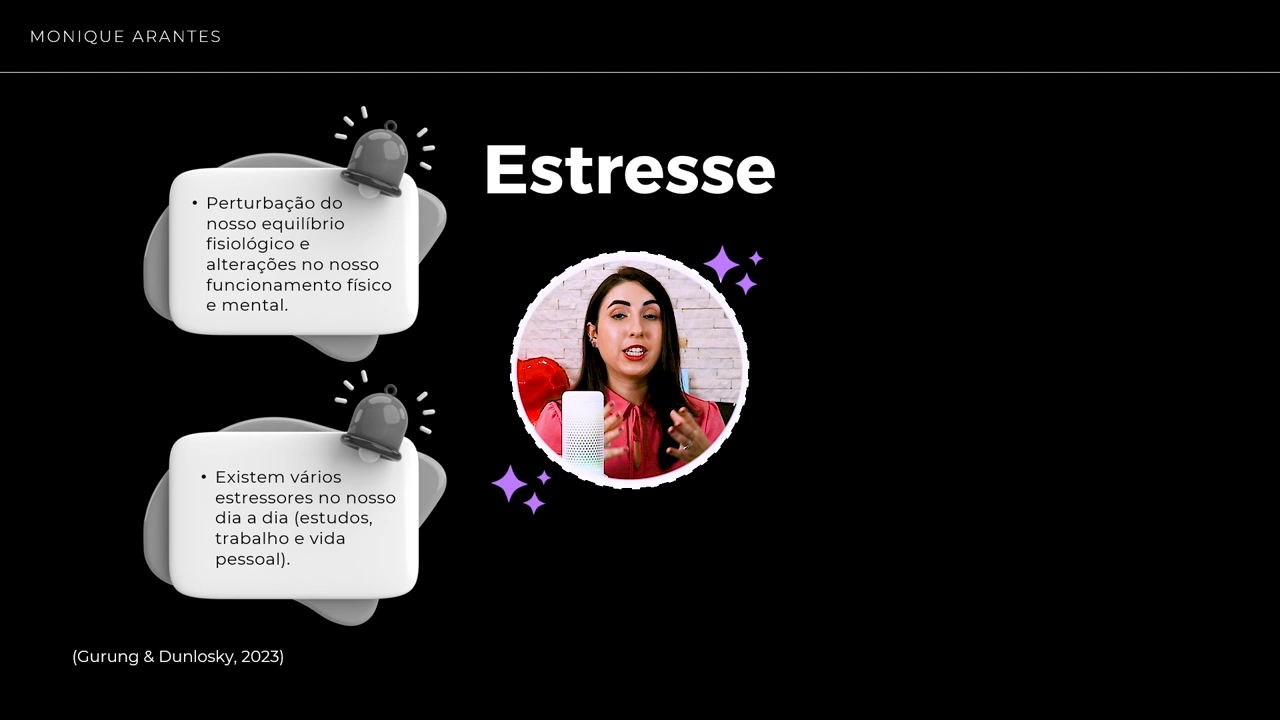 MONIQUE ARANTES
Estresse
• Perturbação do
nosso equilíbrio
fisiológico e
alterações no nosso
funcionamento físico
e mental.
• Existem vários
estressores no nosso
dia a dia (estudos,
trabalho e vida
pessoal).
(Gurung & Dunlosky, 2023)